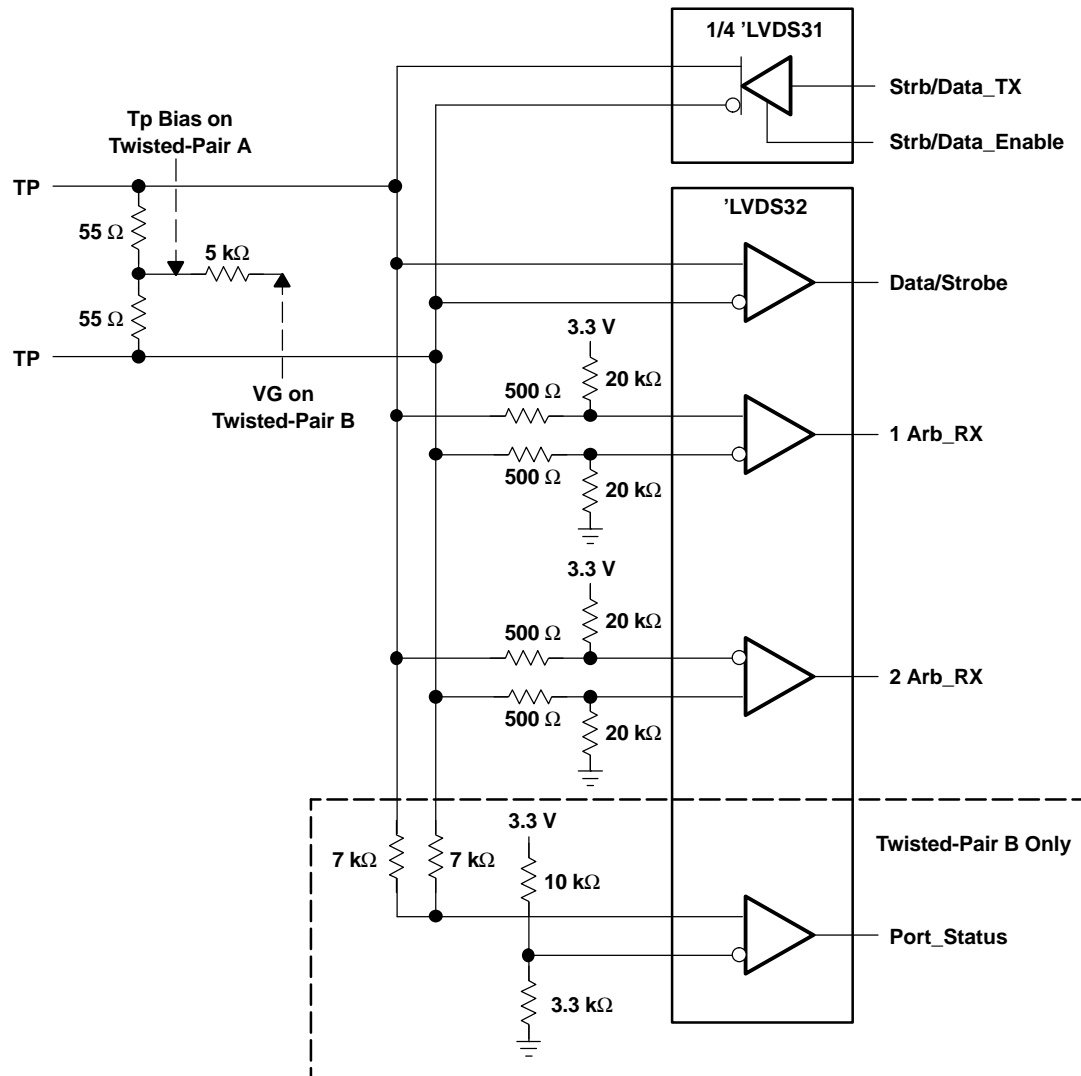 1/4 ’LVDS31
Strb/Data_TX
Strb/Data_Enable
Tp Bias on
Twisted-Pair A
TP
55 Ω
5 kΩ
55 Ω
TP
VG on
Twisted-Pair B
’LVDS32
Data/Strobe
3.3 V
20 kΩ
500 Ω
1 Arb_RX
500 Ω
20 kΩ
3.3 V
20 kΩ
500 Ω
2 Arb_RX
500 Ω
20 kΩ
3.3 V
Twisted-Pair B Only
7 kΩ
7 kΩ
10 kΩ
Port_Status
3.3 kΩ